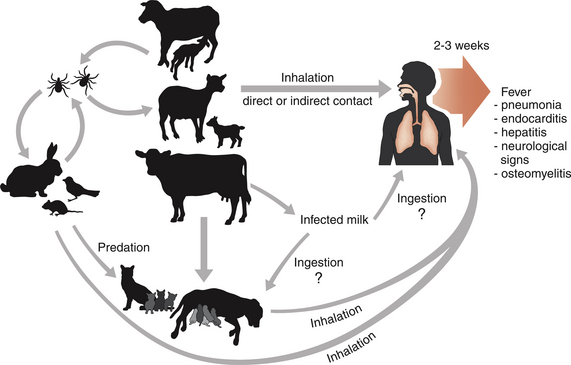 2-3 weeks
Inhalation
direct or indirect contact
Fever
- pneumonia
- endocarditis
- hepatitis
- neurological
signs
- osteomyelitis
Ingestion
?
Infected milk
Predation
Ingestion
?
Inhalation
Inhalation